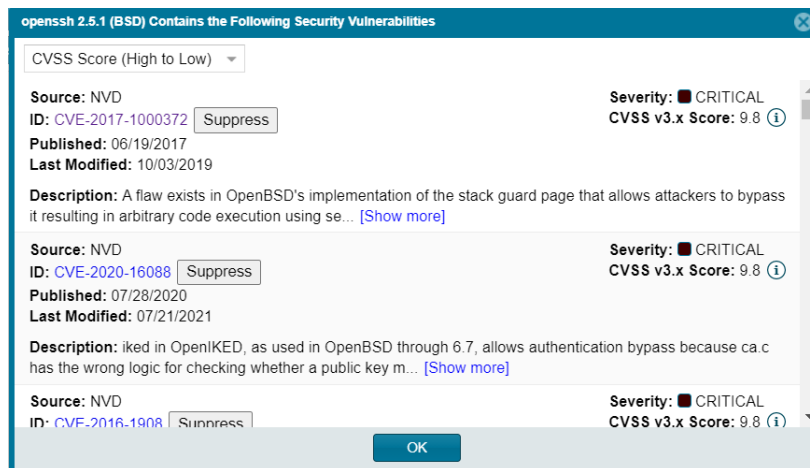 openssh 2.5.1 (BSD) Contains the Following Security Vulnerabilities
CVSS Score (High to Low)
Source: NVD
Severity: CRITICAL
ID: CVE-2017-1000372 Suppress
CVSS v3.x Score: 9.8
Published: 06/19/2017
Last Modified: 10/03/2019
Description: A flaw exists in OpenBSD's implementation of the stack guard page that allows attackers to bypass
it resulting in arbitrary code execution using se... [Show more]
Source: NVD
Severity: CRITICAL
ID: CVE-2020-16088 Suppress
CVSS v3.x Score: 9.8
Published: 07/28/2020
Last Modified: 07/21/2021
Description: iked in OpenIKED, as used in OpenBSD through 6.7, allows authentication bypass because ca.c
has the wrong logic for checking whether a public key m... [Show more]
Source: NVD
Severity: CRITICAL
ID: CVE-2016-1908 Suppress
CVSS v3.x Score: 9.8
OK